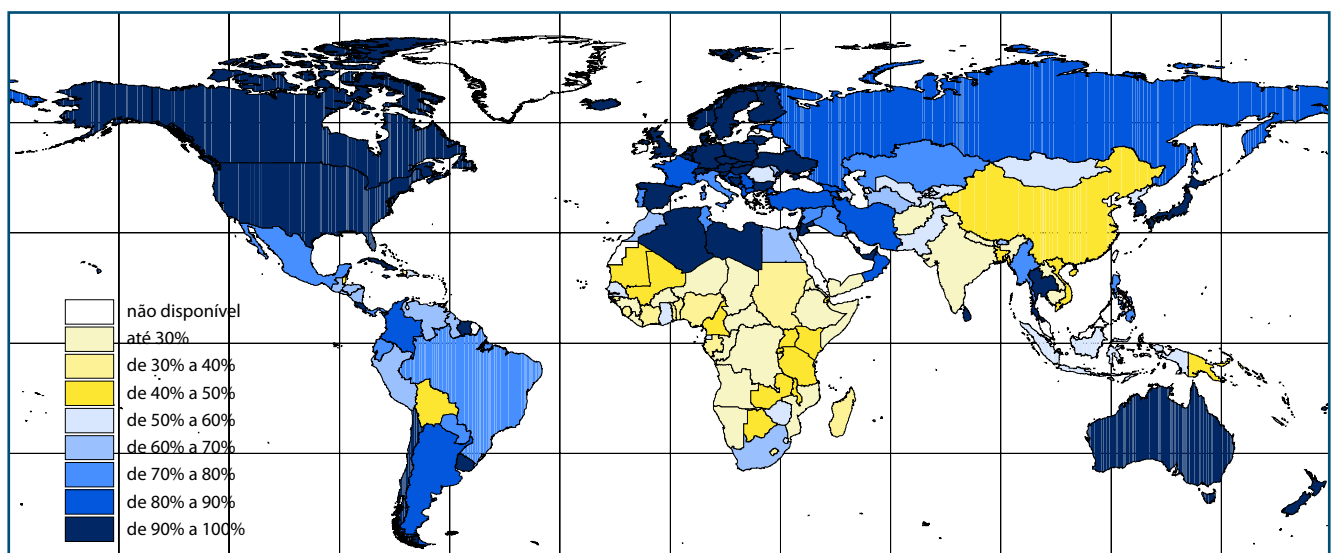 não disponível
até 30%
de 30% a 40%
de 40% a 50%
de 50% a 60%
de 60% a 70%
de 70% a 80%
de 80% a 90%
de 90% a 100%